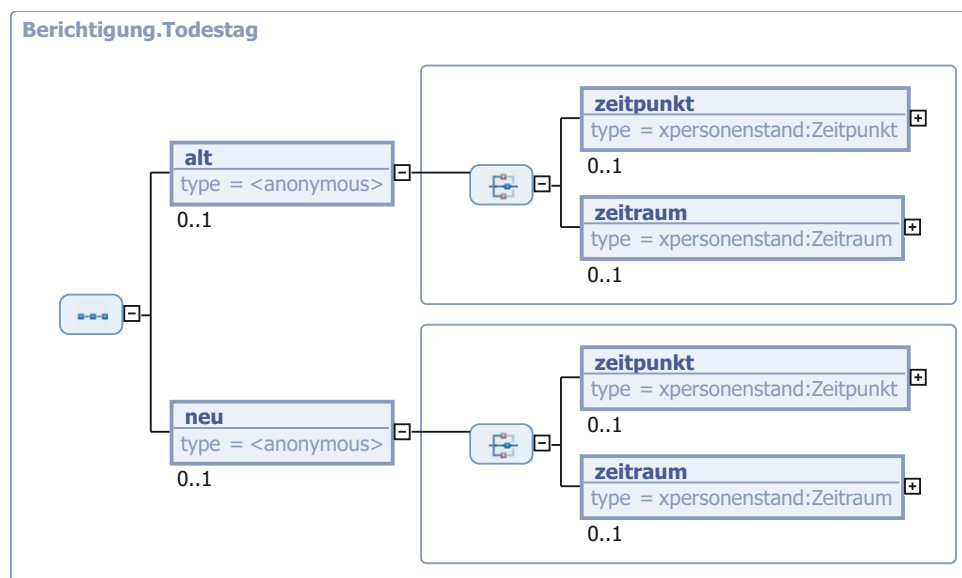 Berichtigung.Todestag
zeitpunkt
type = xpersonenstand:Zeitpunkt
0..1
alt
type = <anonymous>
0..1
zeitraum
type = xpersonenstand:Zeitraum
0..1
zeitpunkt
type = xpersonenstand:Zeitpunkt
0..1
neu
type = <anonymous>
0..1
zeitraum
type = xpersonenstand:Zeitraum
0..1